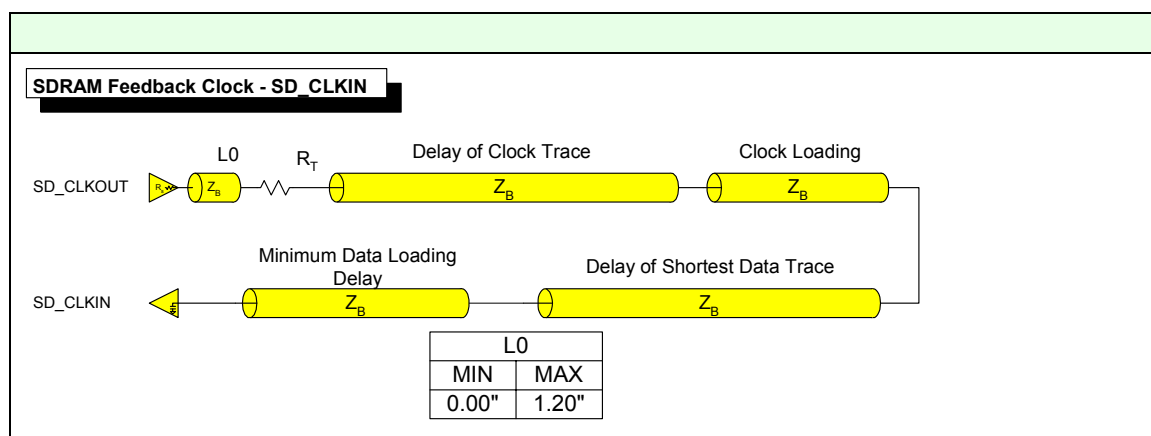 SDRAM Feedback Clock - SD_CLKIN
L0
R_T
Delay of Clock Trace
Clock Loading
SD_CLKOUT
Z_B
Z_B
Z_B
Minimum Data Loading
Delay
Delay of Shortest Data Trace
SD_CLKIN
Z_B
Z_B
L0
MIN MAX
0.00" 1.20"